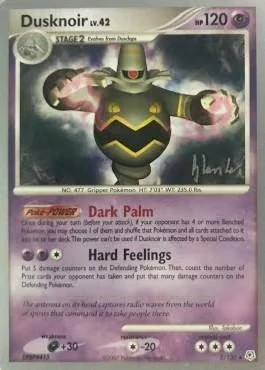 Dusknoir LV.42 HP 120
STAGE 2 Evolves from Dusclops
NO. 477 Gripper Pokémon HT: 7'03" WT: 235.0 lbs.
Poké-POWER Dark Palm
Once during your turn (before your attack), if your opponent has 4 or more Benched
Pokémon, you may choose 1 of them and shuffle that Pokémon and all cards attached to it
into his or her deck. This power can't be used if Dusknoir is affected by a Special Condition.
Hard Feelings
Put 5 damage counters on the Defending Pokémon. Then, count the number of
Prize cards your opponent has taken and put that many damage counters on the
Defending Pokémon.
The antenna on its head captures radio waves from the world
of spirits that command it to take people there.
weakness resistance retreat cost
+30 -20
©2007 Pokémon